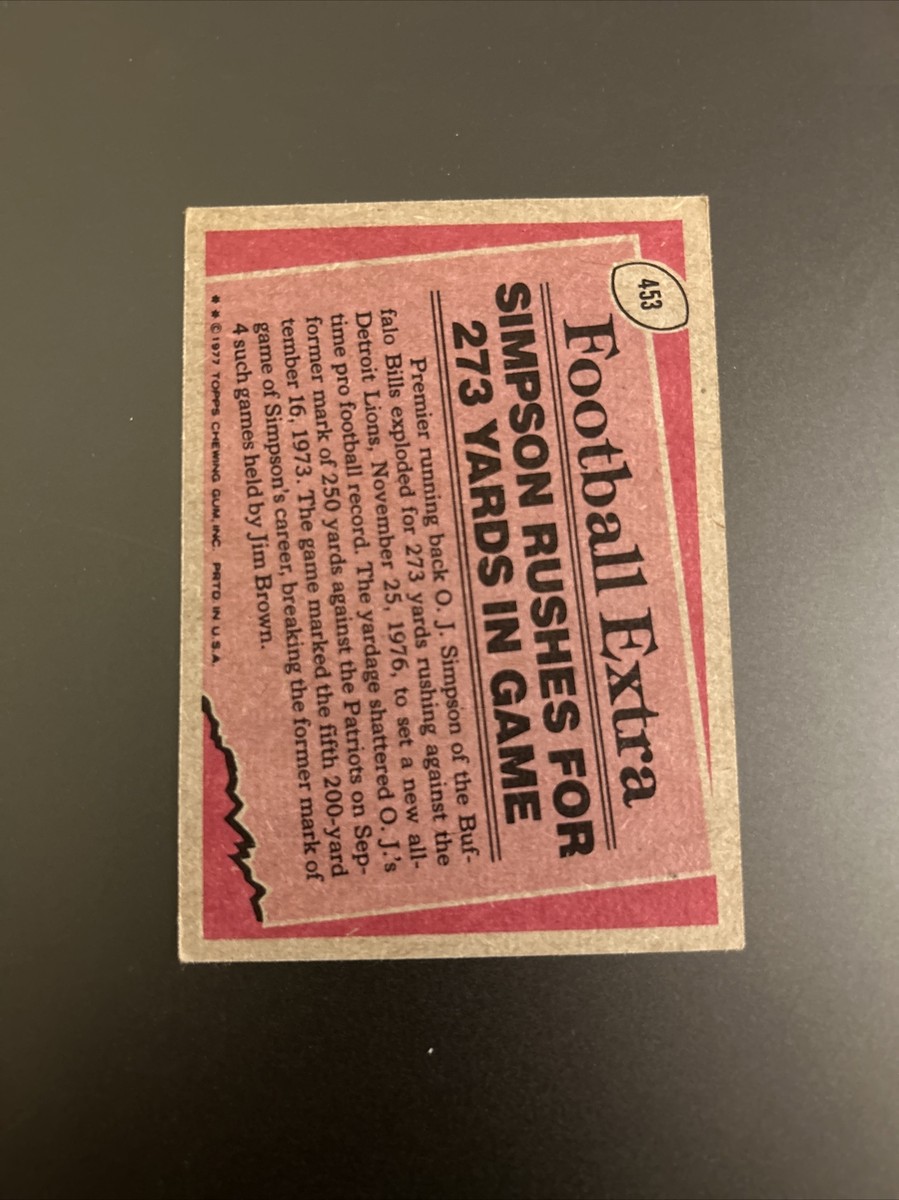 453
Football Extra
SIMPSON RUSHES FOR
273 YARDS IN GAME
Premier running back O. J. Simpson of the Buf-
falo Bills exploded for 273 yards rushing against the
Detroit Lions, November 25, 1976, to set a new all-
time pro football record. The yardage shattered O. J.'s
former mark of 250 yards against the Patriots on Sep-
tember 16, 1973. The game marked the fifth 200-yard
game of Simpson's career, breaking the former mark of
4 such games held by Jim Brown.
* * © 1977 TOPPS CHEWING GUM, INC. PRTD. IN U.S.A.